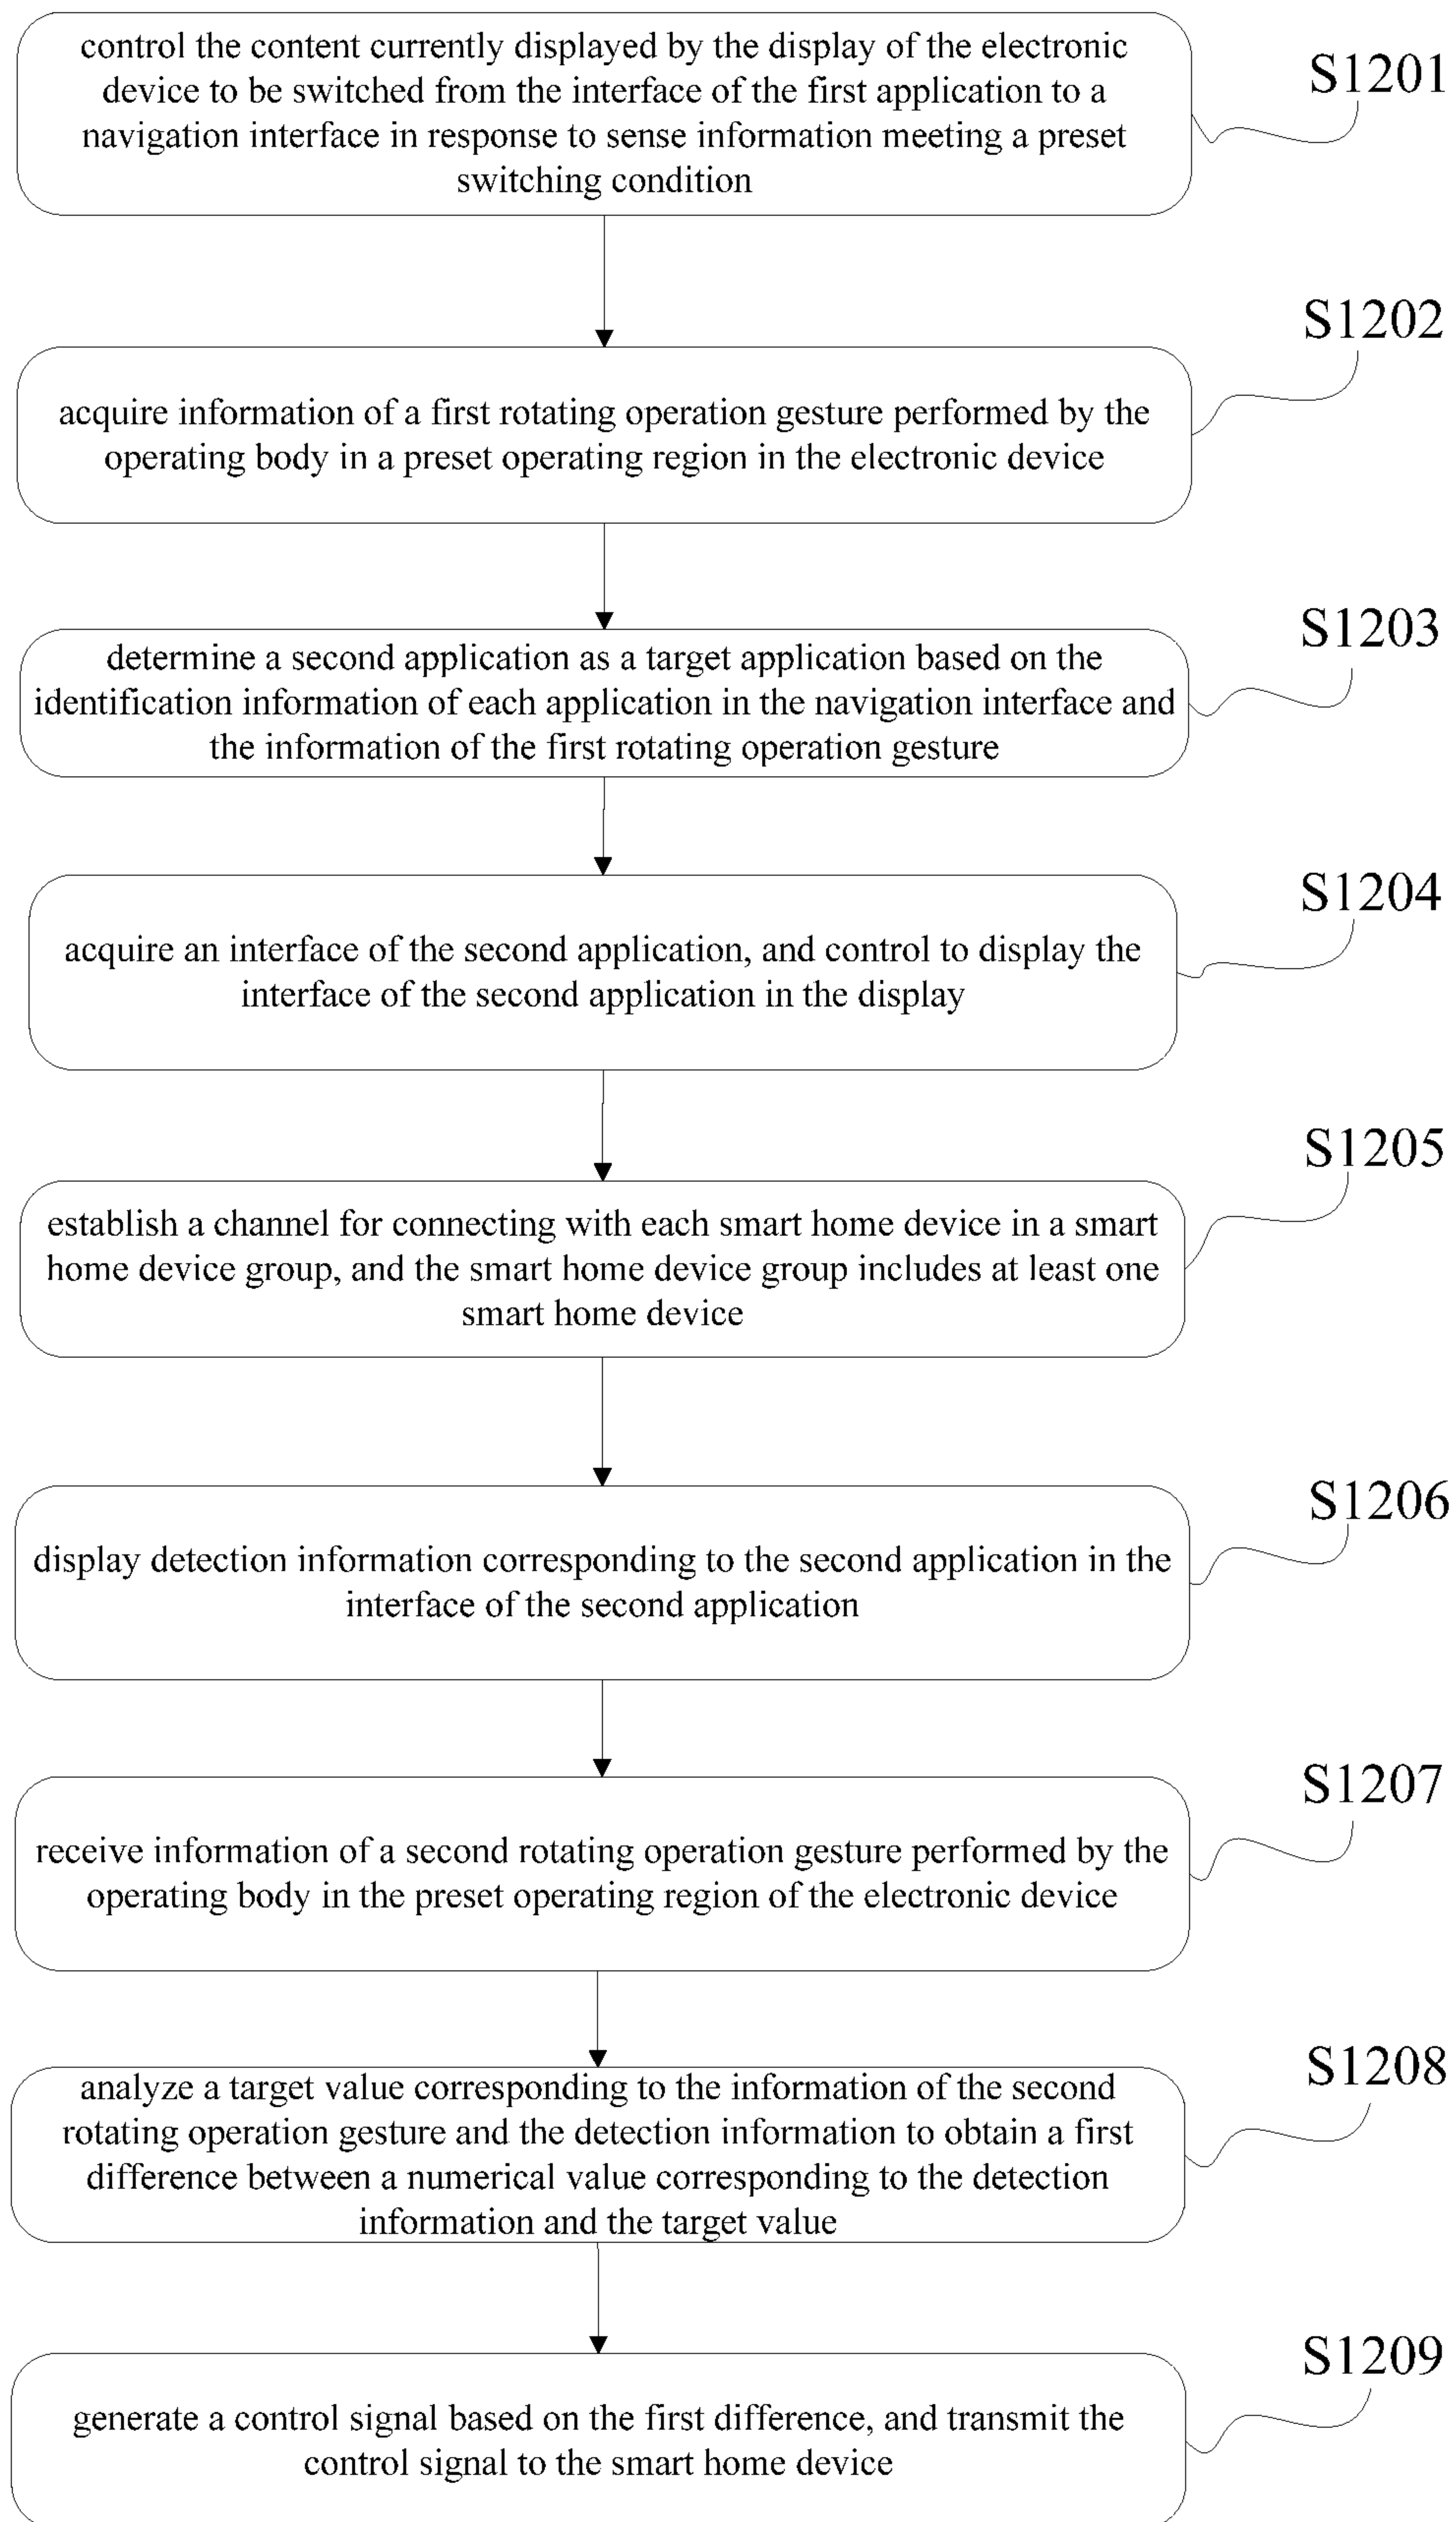 control the content currently displayed by the display of the electronic
device to be switched from the interface of the first application to a
navigation interface in response to sense information meeting a preset
switching condition
S1201
acquire information of a first rotating operation gesture performed by the
operating body in a preset operating region in the electronic device
S1202
determine a second application as a target application based on the
identification information of each application in the navigation interface and
the information of the first rotating operation gesture
S1203
acquire an interface of the second application, and control to display the
interface of the second application in the display
S1204
establish a channel for connecting with each smart home device in a smart
home device group, and the smart home device group includes at least one
smart home device
S1205
display detection information corresponding to the second application in the
interface of the second application
S1206
receive information of a second rotating operation gesture performed by the
operating body in the preset operating region of the electronic device
S1207
analyze a target value corresponding to the information of the second
rotating operation gesture and the detection information to obtain a first
difference between a numerical value corresponding to the detection
information and the target value
S1208
generate a control signal based on the first difference, and transmit the
control signal to the smart home device
S1209